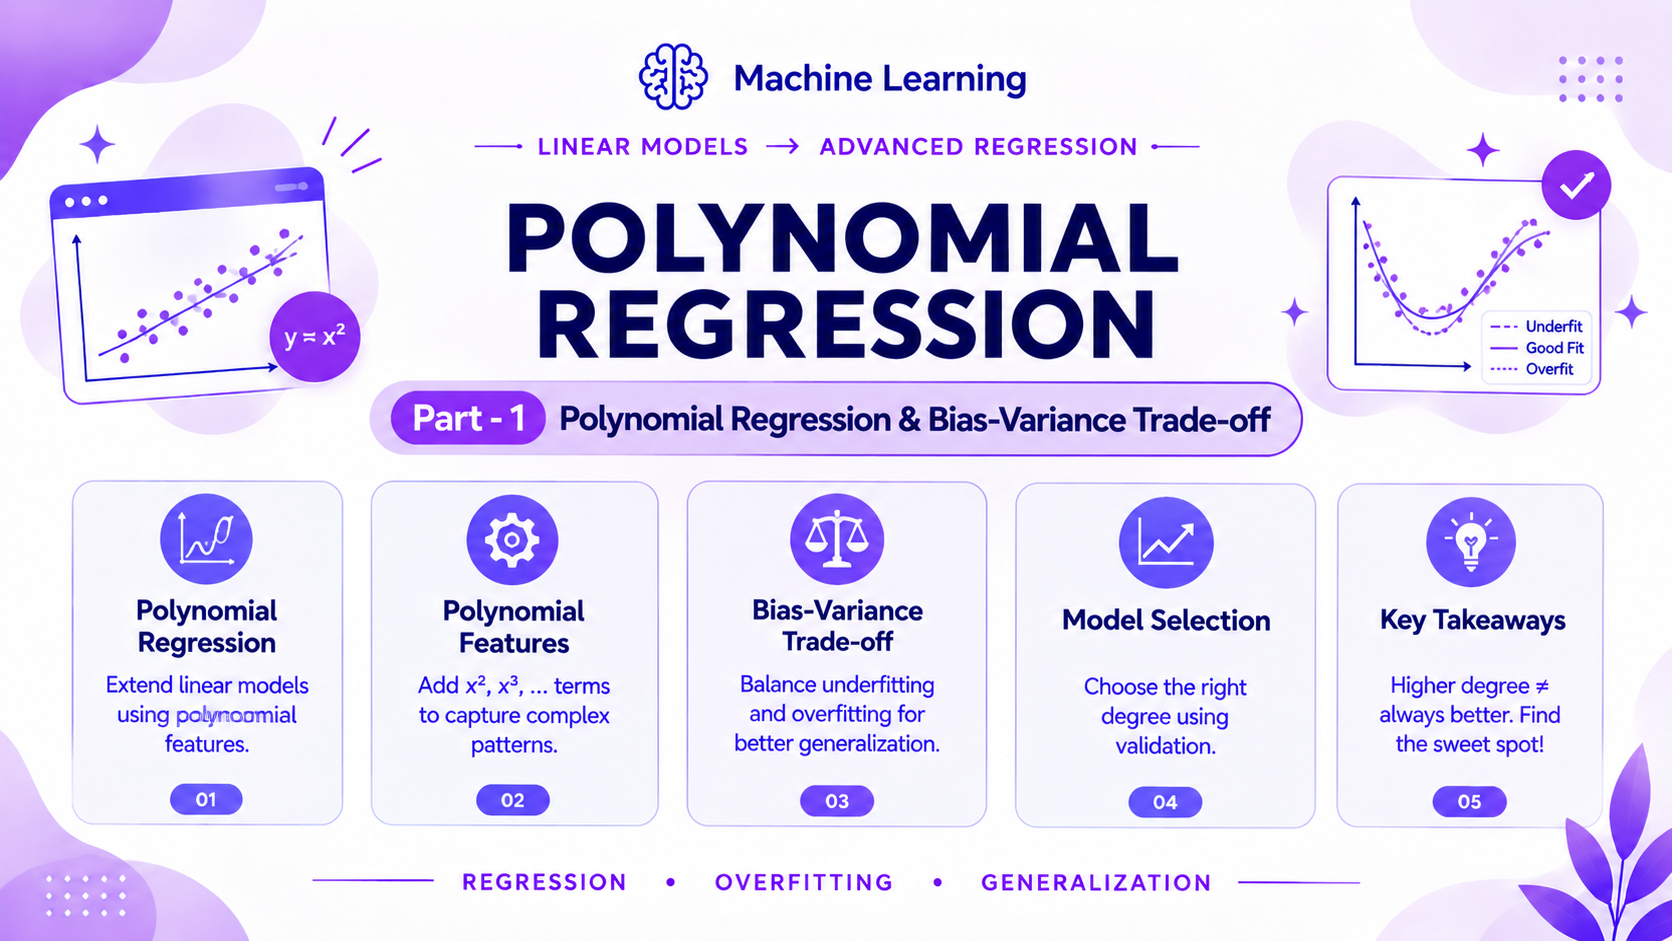 Machine Learning
LINEAR MODELS → ADVANCED REGRESSION
POLYNOMIAL
REGRESSION
Part - 1 Polynomial Regression & Bias-Variance Trade-off
y = x²
Underfit
Good Fit
Overfit
Polynomial
Regression
Extend linear models
using polynomial
features.
01
Polynomial
Features
Add x², x³, ... terms
to capture complex
patterns.
02
Bias-Variance
Trade-off
Balance underfitting
and overfitting for
better generalization.
03
Model Selection
Choose the right
degree using
validation.
04
Key Takeaways
Higher degree ≠
always better. Find
the sweet spot!
05
REGRESSION • OVERFITTING • GENERALIZATION